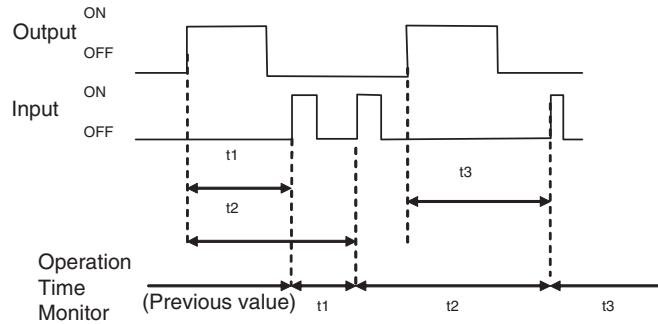 ON
Output
OFF
ON
Input
OFF
t1
t3
t2
Operation
Time
Monitor
(Previous value)
t1
t2
t3